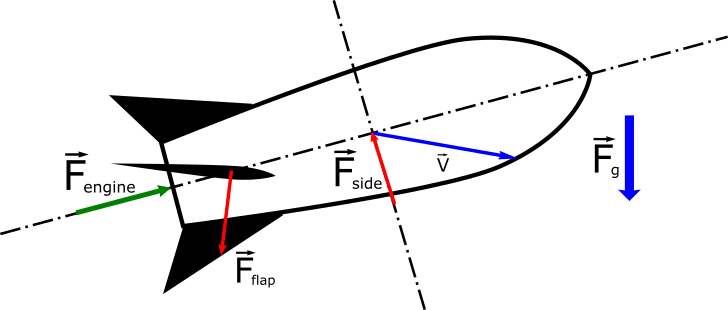 F⃗engine
F⃗side
v⃗
F⃗g
F⃗flap